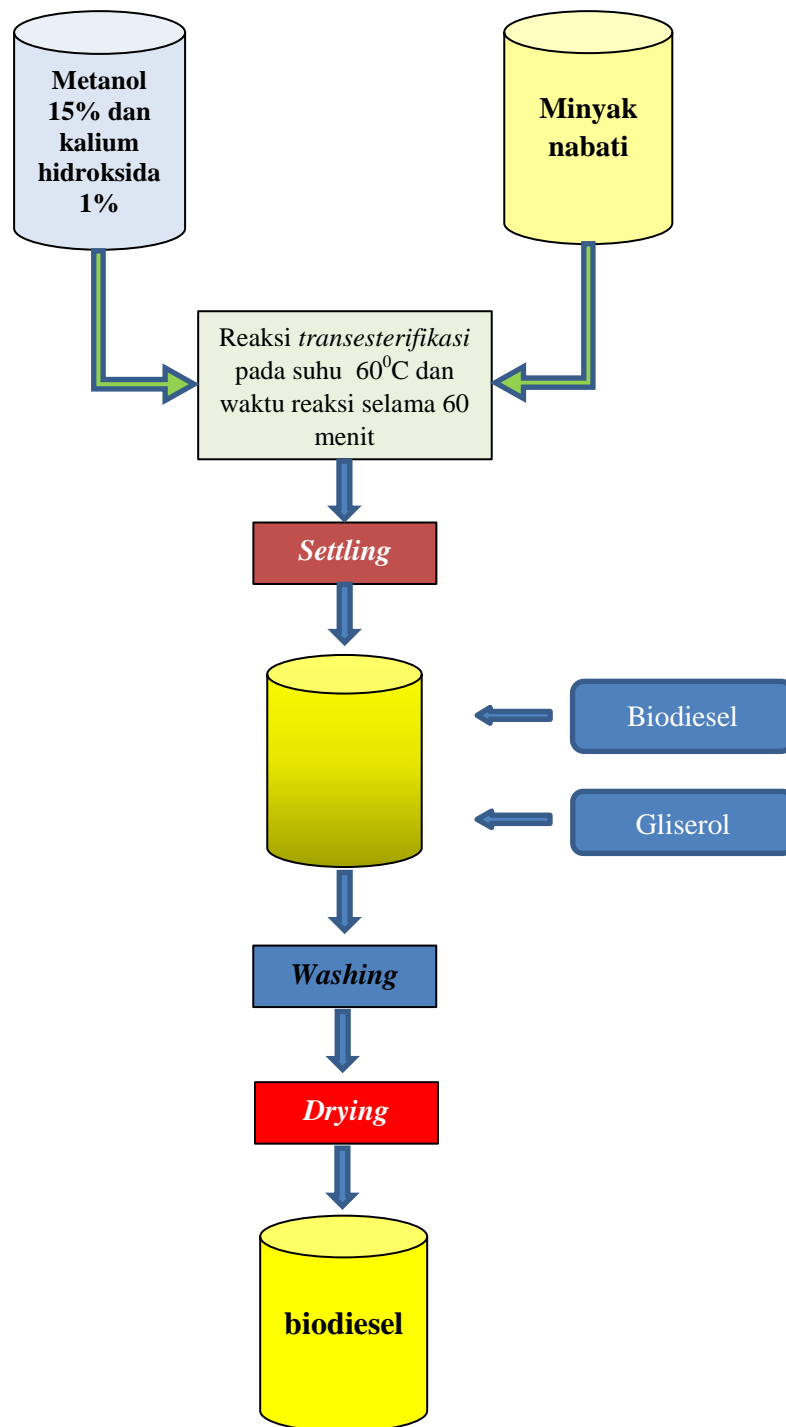 Metanol
15% dan
kalium
hidroksida
1%
Minyak
nabati
Reaksi transesterifikasi
pada suhu 60⁰C dan
waktu reaksi selama 60
menit
Settling
Biodiesel
Gliserol
Washing
Drying
biodiesel